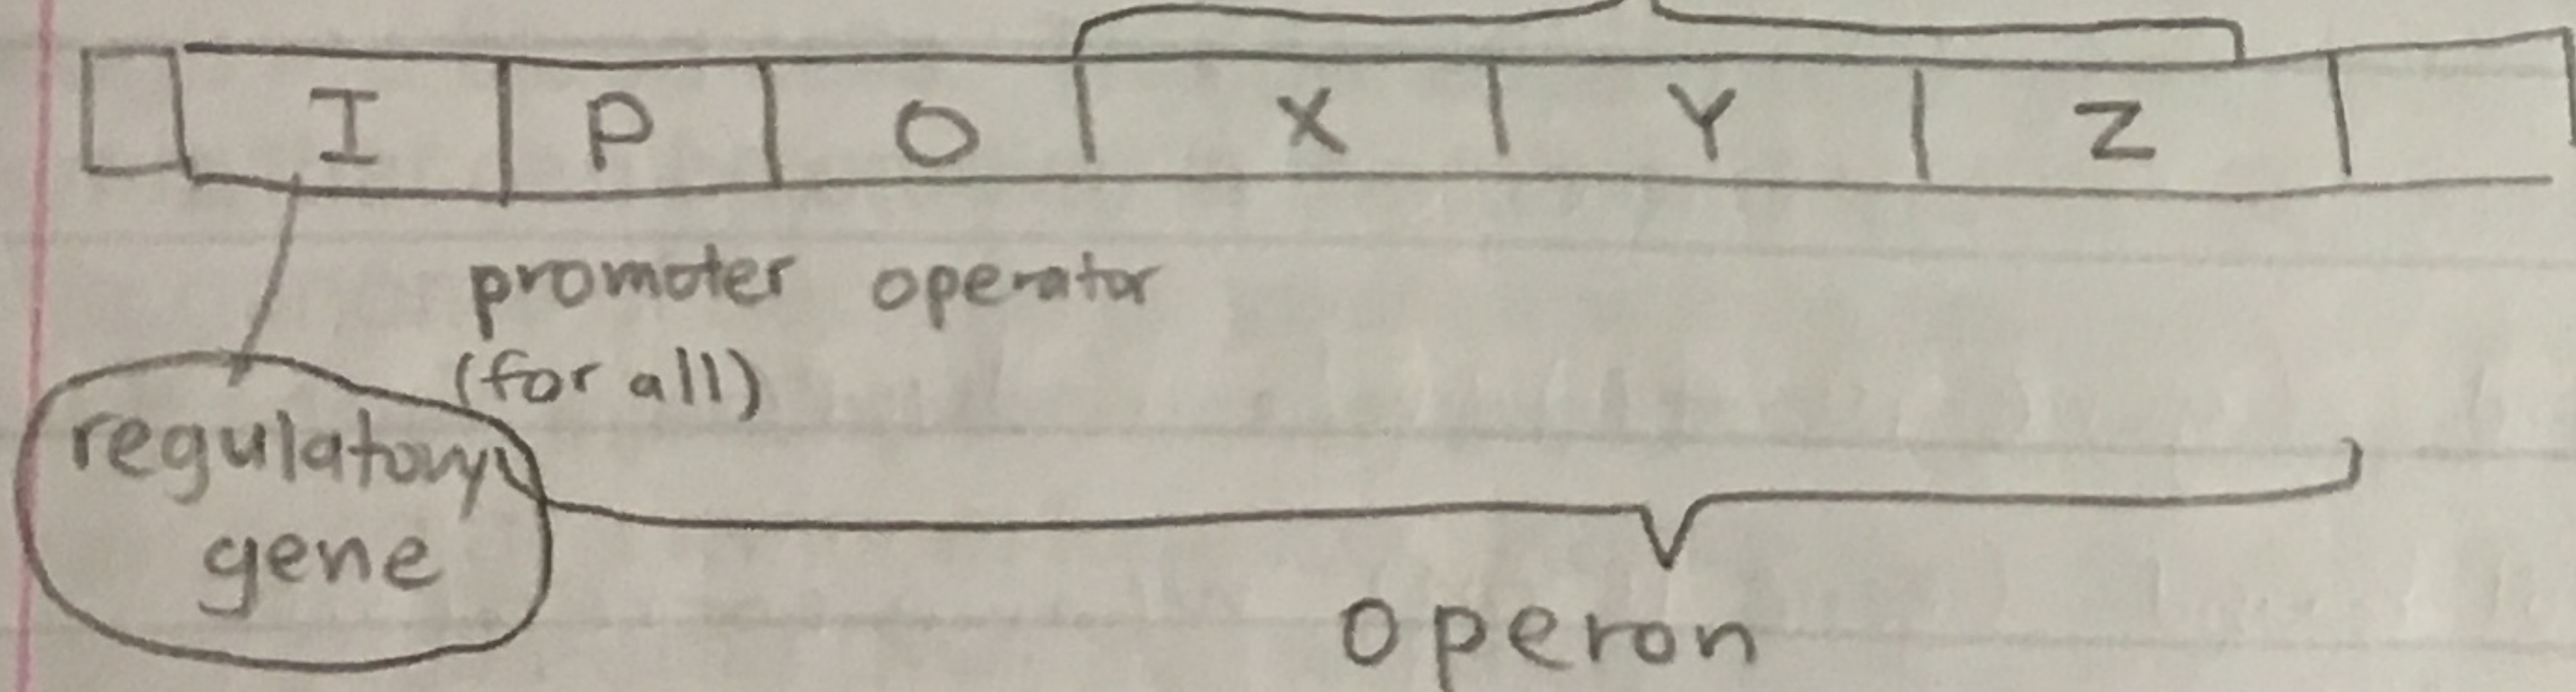 I P O X Y Z
promoter operator
(for all)
regulatory
gene
operon